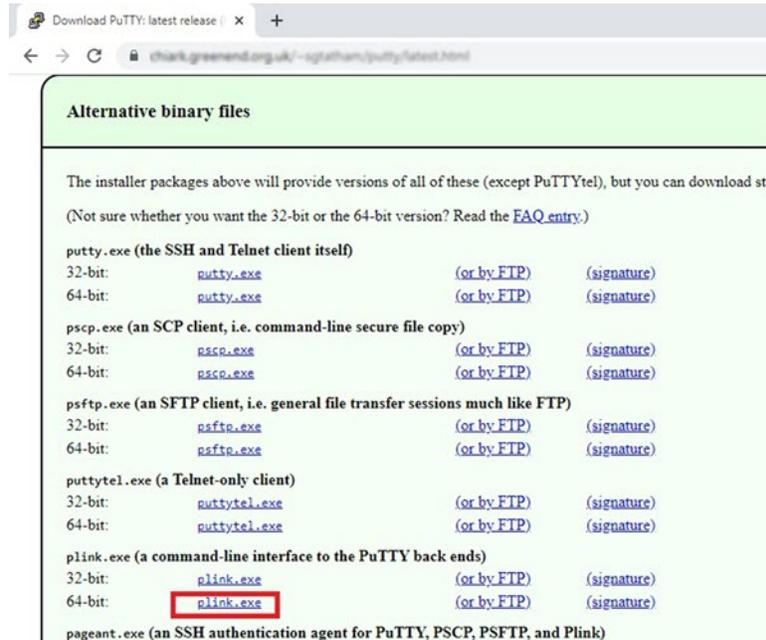 Download PuTTY: latest release (
chiark.greenend.org.uk/~sgtatham/putty/latest.html
Alternative binary files
The installer packages above will provide versions of all of these (except PuTTYtel), but you can download st
(Not sure whether you want the 32-bit or the 64-bit version? Read the FAQ entry.)
putty.exe (the SSH and Telnet client itself)
32-bit: putty.exe (or by FTP) (signature)
64-bit: putty.exe (or by FTP) (signature)
pscp.exe (an SCP client, i.e. command-line secure file copy)
32-bit: pscp.exe (or by FTP) (signature)
64-bit: pscp.exe (or by FTP) (signature)
psftp.exe (an SFTP client, i.e. general file transfer sessions much like FTP)
32-bit: psftp.exe (or by FTP) (signature)
64-bit: psftp.exe (or by FTP) (signature)
puttytel.exe (a Telnet-only client)
32-bit: puttytel.exe (or by FTP) (signature)
64-bit: puttytel.exe (or by FTP) (signature)
plink.exe (a command-line interface to the PuTTY back ends)
32-bit: plink.exe (or by FTP) (signature)
64-bit: plink.exe (or by FTP) (signature)
pageant.exe (an SSH authentication agent for PuTTY, PSCP, PSFTP, and Plink)